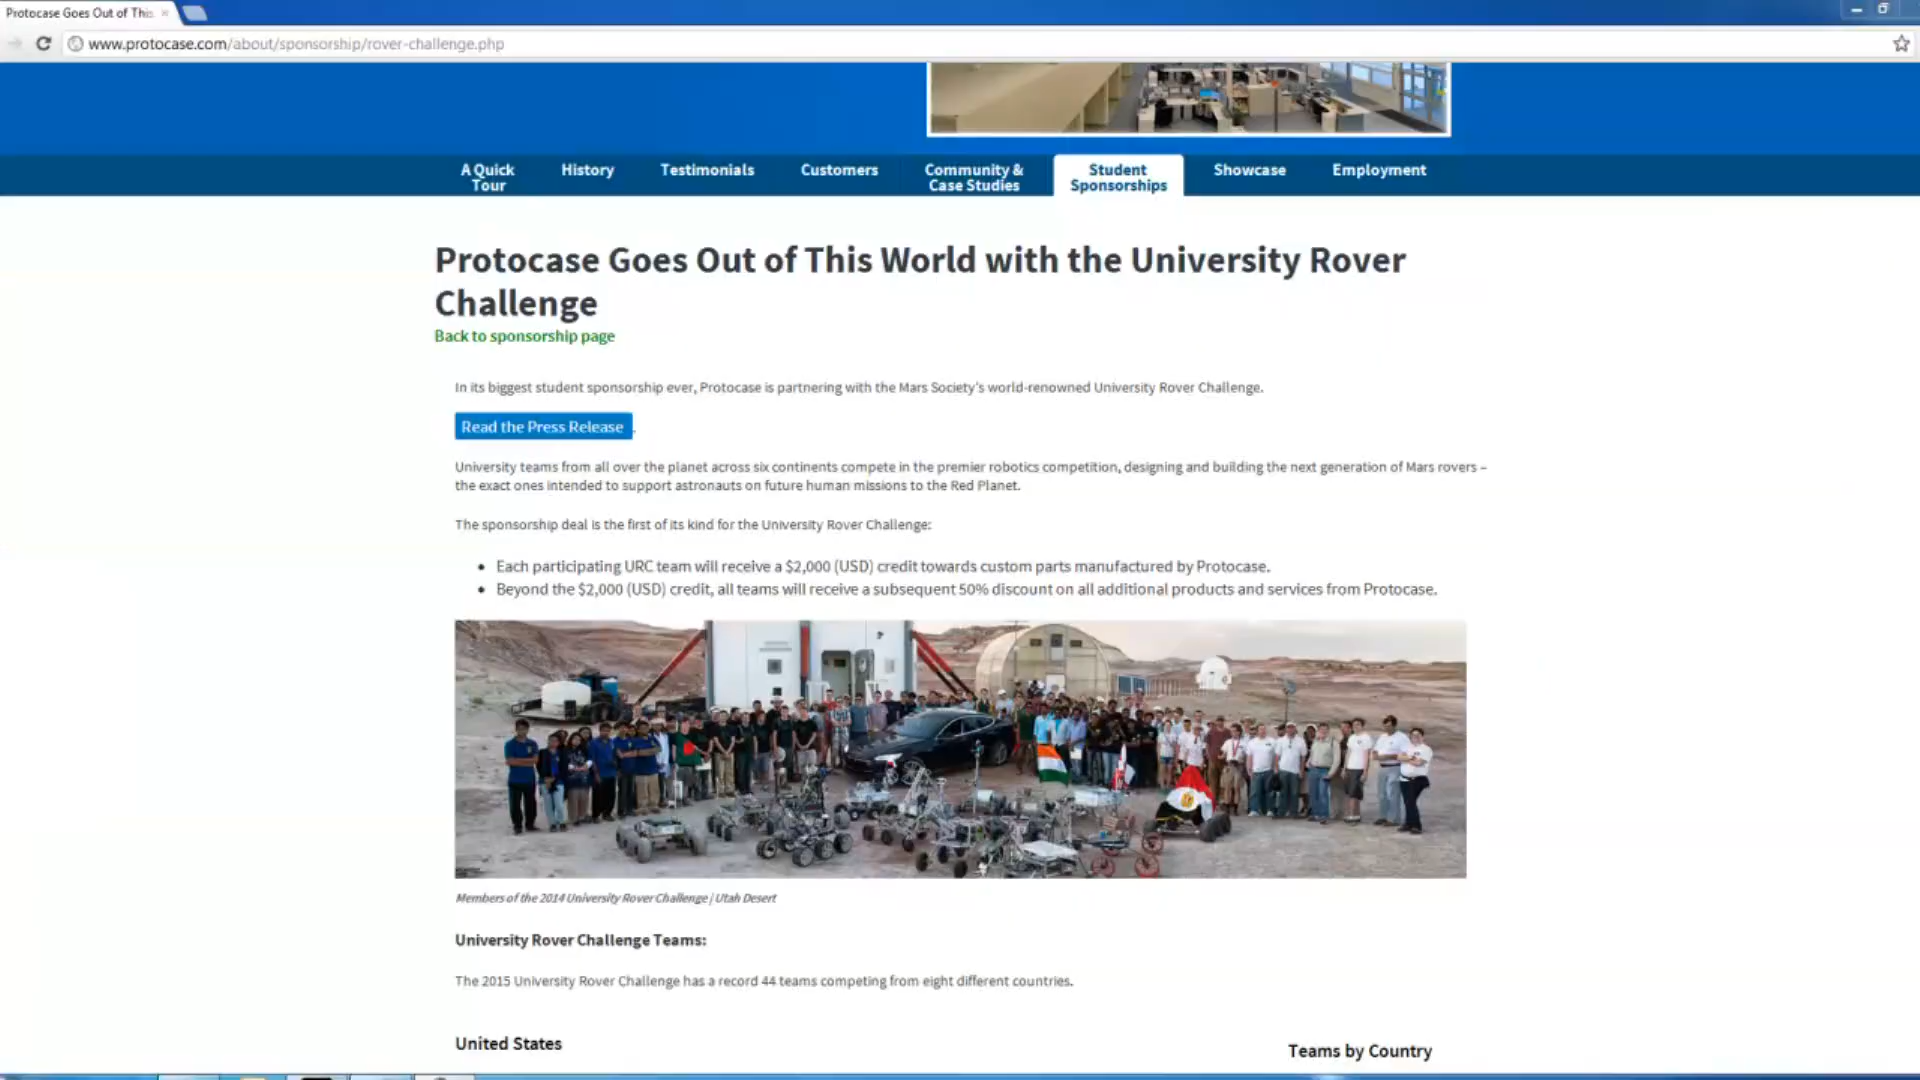 Protocase Goes Out of This
www.protocase.com/about/sponsorship/rover-challenge.php
A Quick Tour
History
Testimonials
Customers
Community & Case Studies
Student Sponsorships
Showcase
Employment
Protocase Goes Out of This World with the University Rover
Challenge
Back to sponsorship page
In its biggest student sponsorship ever, Protocase is partnering with the Mars Society's world-renowned University Rover Challenge.
Read the Press Release
University teams from all over the planet across six continents compete in the premier robotics competition, designing and building the next generation of Mars rovers –
the exact ones intended to support astronauts on future human missions to the Red Planet.
The sponsorship deal is the first of its kind for the University Rover Challenge:
• Each participating URC team will receive a $2,000 (USD) credit towards custom parts manufactured by Protocase.
• Beyond the $2,000 (USD) credit, all teams will receive a subsequent 50% discount on all additional products and services from Protocase.
Members of the 2014 University Rover Challenge | Utah Desert
University Rover Challenge Teams:
The 2015 University Rover Challenge has a record 44 teams competing from eight different countries.
United States
Teams by Country